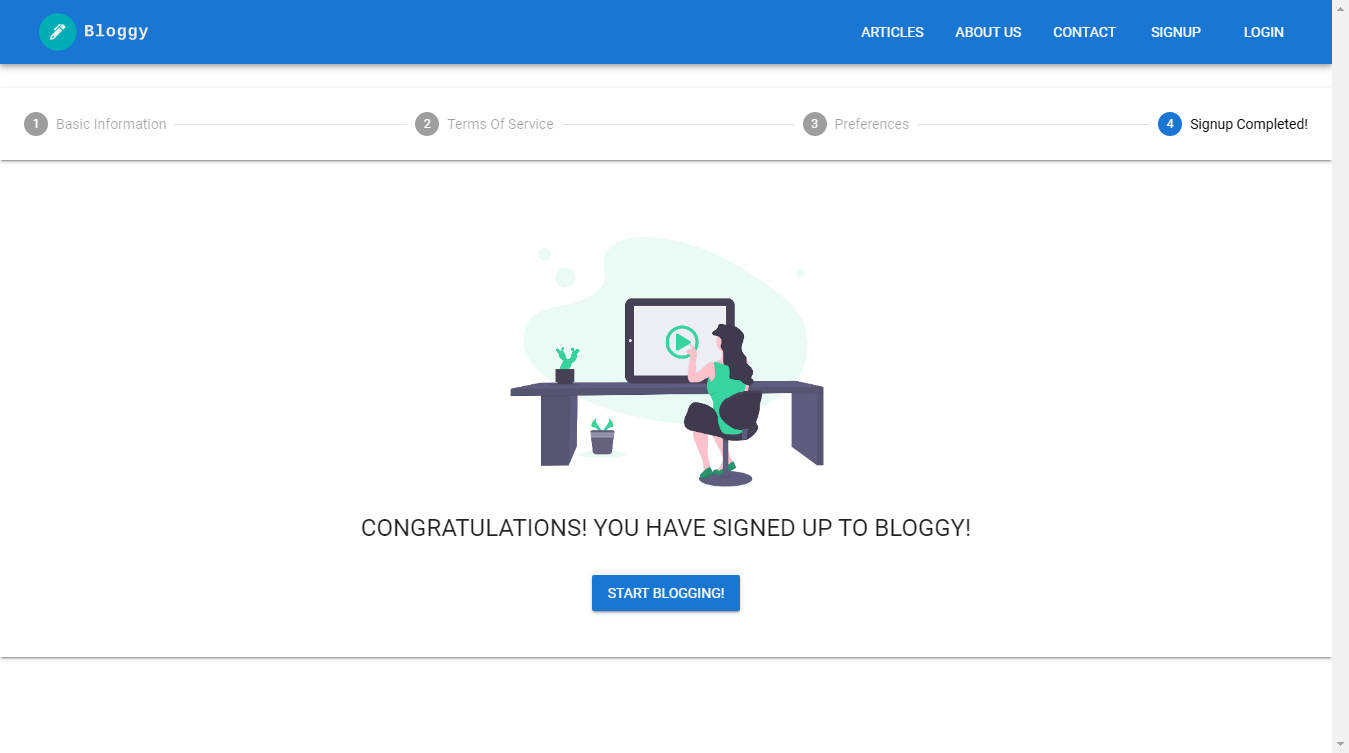 Bloggy ARTICLES ABOUT US CONTACT SIGNUP LOGIN
1 Basic Information 2 Terms Of Service 3 Preferences 4 Signup Completed!
CONGRATULATIONS! YOU HAVE SIGNED UP TO BLOGGY!
START BLOGGING!